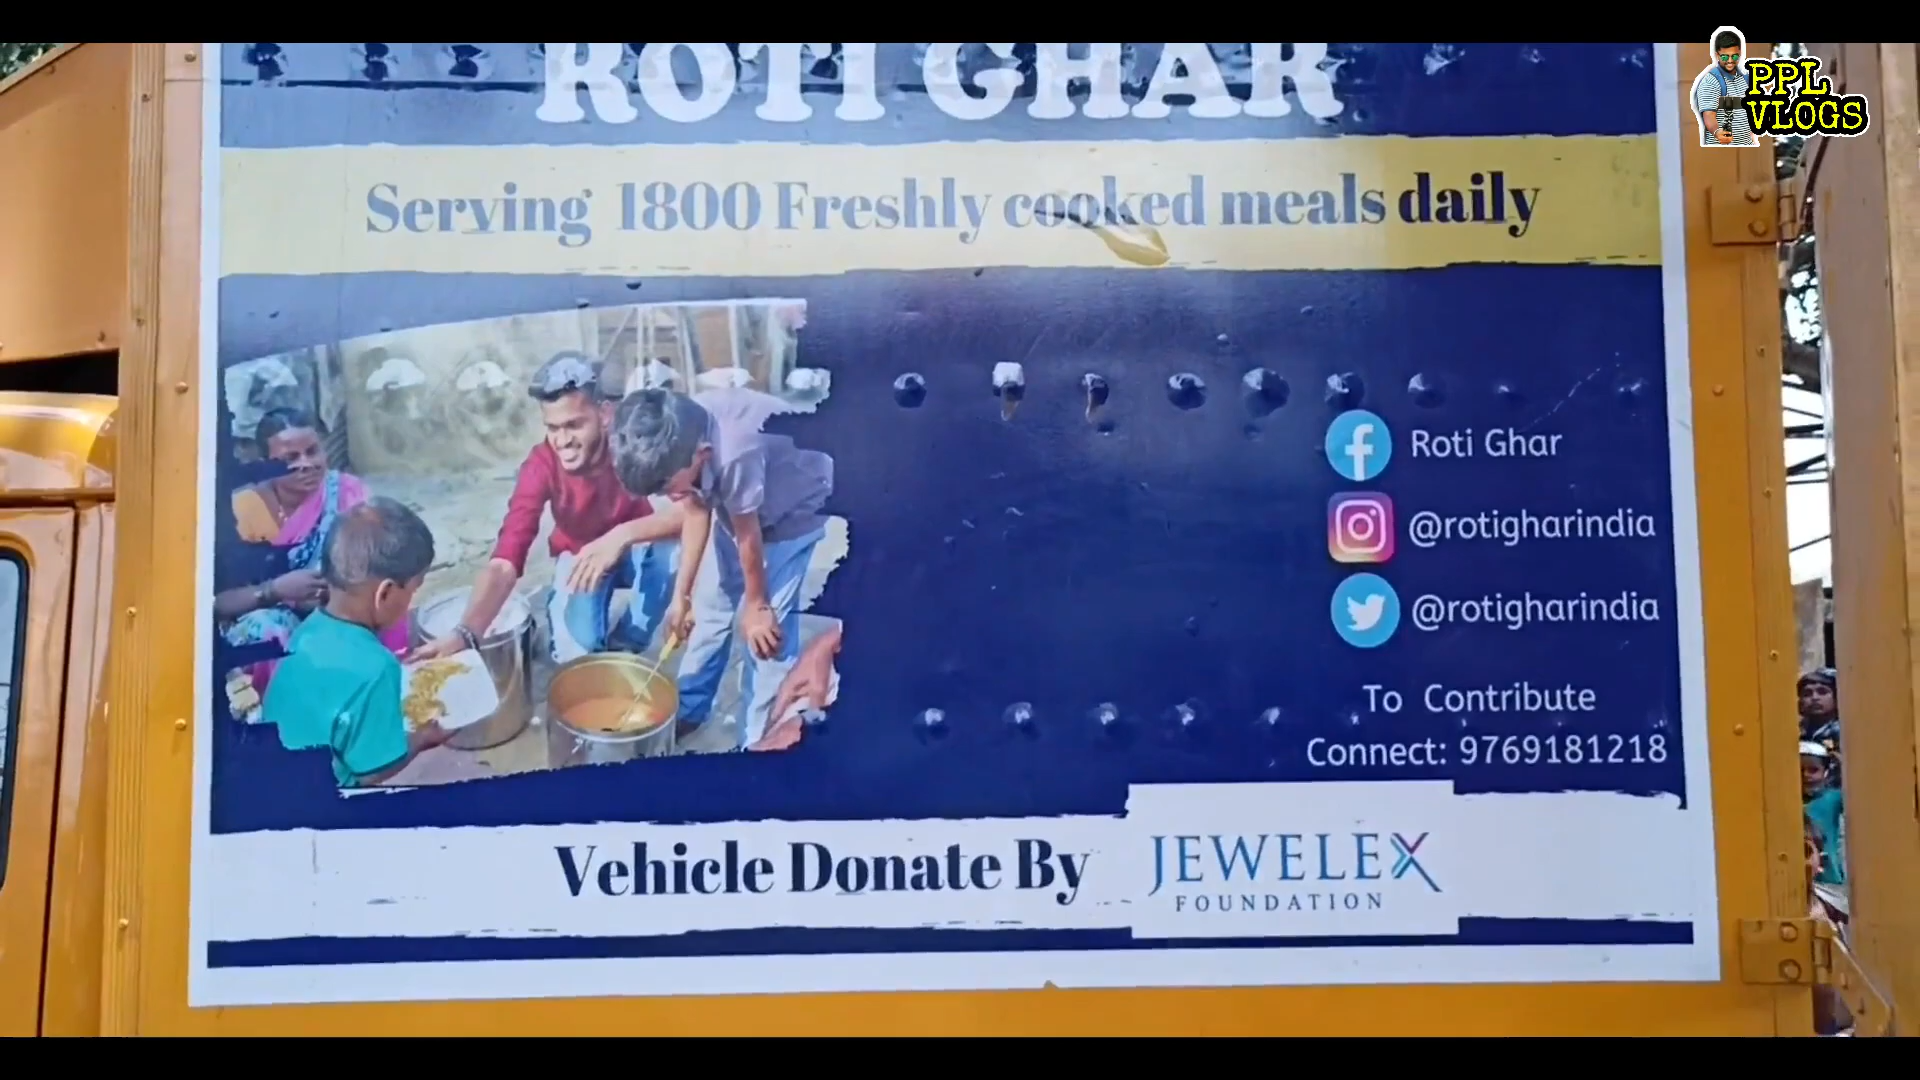 ROTI GHAR
PPL
VLOGS
Serving 1800 Freshly cooked meals daily
Roti Ghar
@rotigharindia
@rotigharindia
To Contribute
Connect: 9769181218
Vehicle Donate By
JEWELEX
FOUNDATION